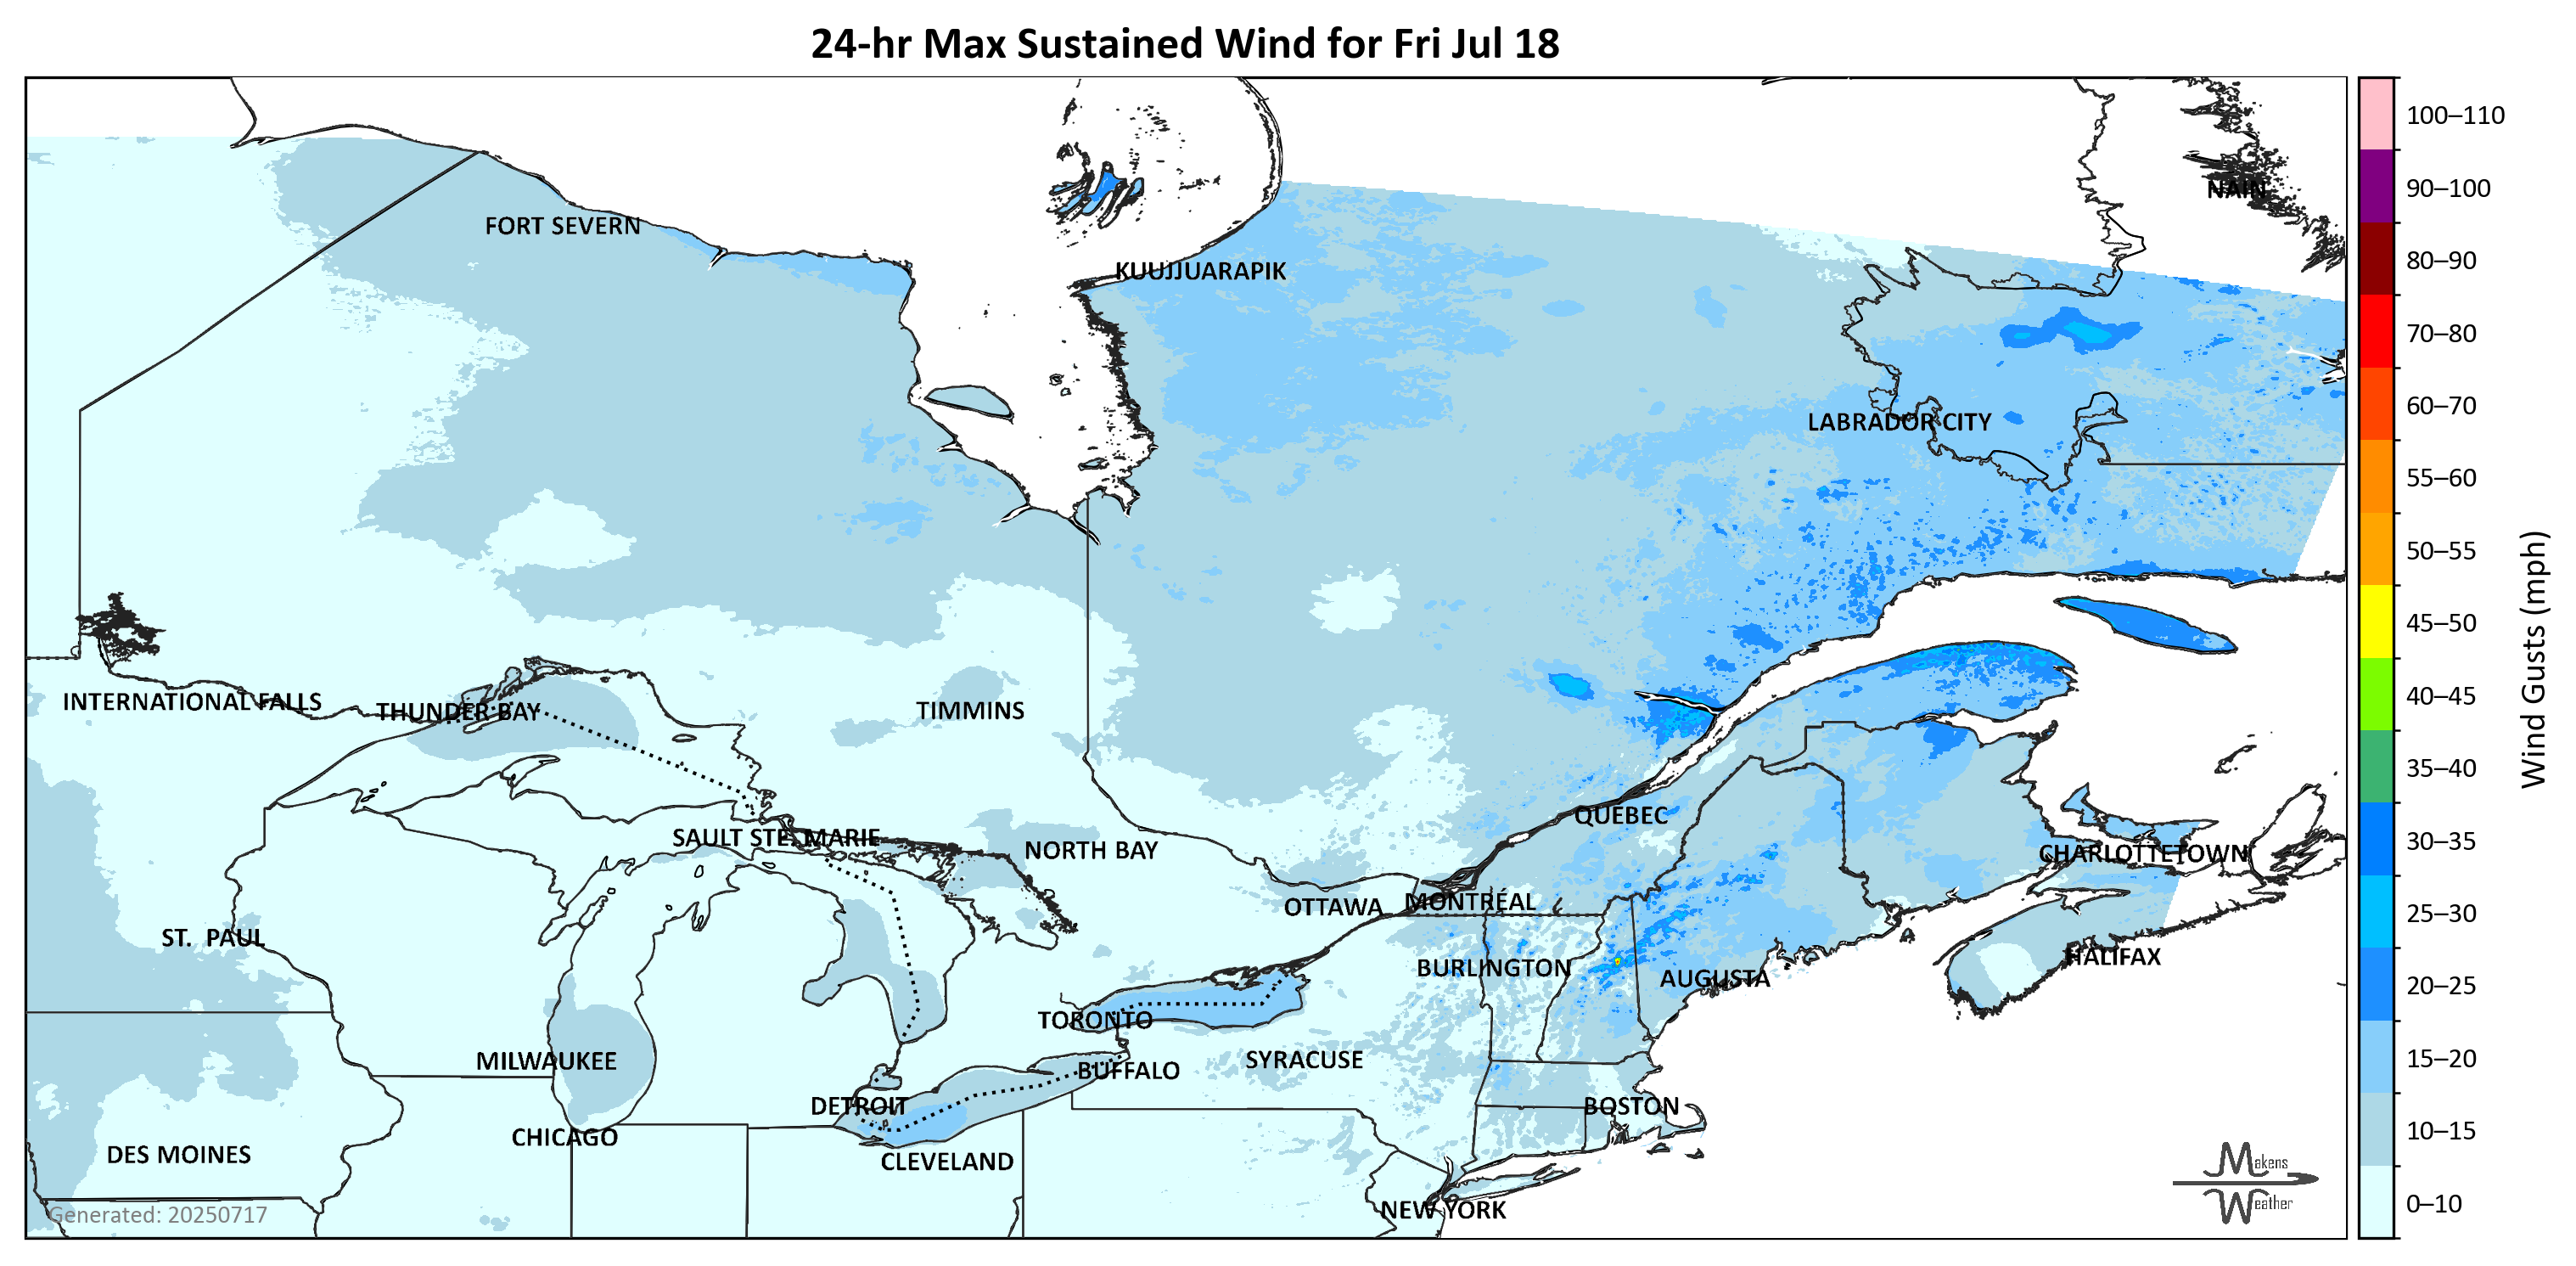 24-hr Max Sustained Wind for Fri Jul 18
100–110
90–100
NAIN
FORT SEVERN
80–90
KUUJJUARAPIK
70–80
60–70
LABRADOR CITY
55–60
50–55
45–50
Wind Gusts (mph)
40–45
INTERNATIONAL FALLS
THUNDER BAY
TIMMINS
35–40
QUEBEC
30–35
SAULT STE. MARIE
NORTH BAY
CHARLOTTETOWN
MONTRÉAL
OTTAWA
25–30
ST. PAUL
HALIFAX
BURLINGTON
AUGUSTA
20–25
TORONTO
SYRACUSE
15–20
MILWAUKEE
BUFFALO
DETROIT
BOSTON
10–15
CHICAGO
DES MOINES
CLEVELAND
Makens
Weather
0–10
NEW YORK
Generated: 20250717